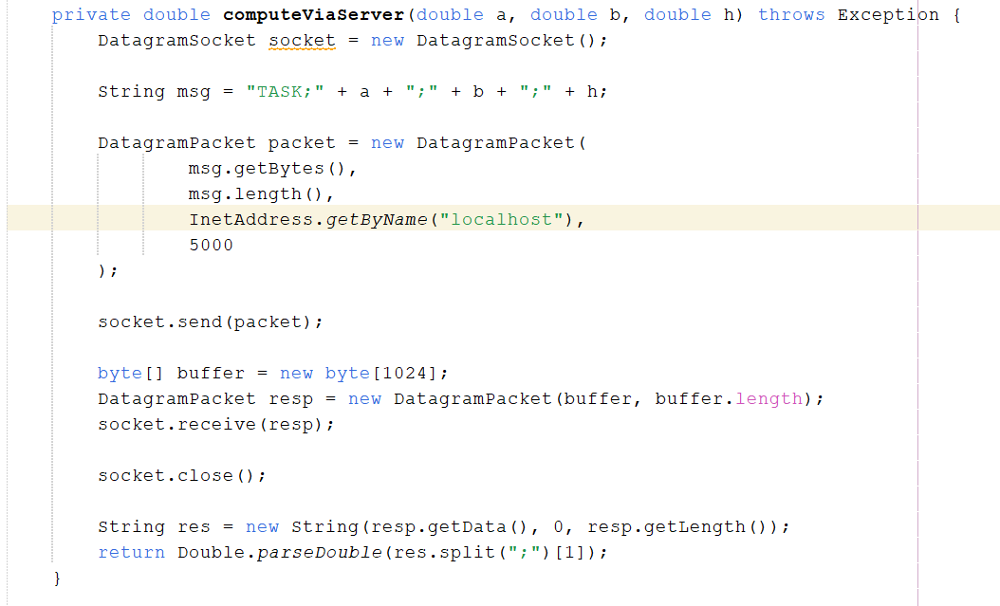 private double computeViaServer(double a, double b, double h) throws Exception {
DatagramSocket socket = new DatagramSocket();
String msg = "TASK;" + a + ";" + b + ";" + h;
DatagramPacket packet = new DatagramPacket(
msg.getBytes(),
msg.length(),
InetAddress.getByName("localhost"),
5000
);
socket.send(packet);
byte[] buffer = new byte[1024];
DatagramPacket resp = new DatagramPacket(buffer, buffer.length);
socket.receive(resp);
socket.close();
String res = new String(resp.getData(), 0, resp.getLength());
return Double.parseDouble(res.split(";")[1]);
}